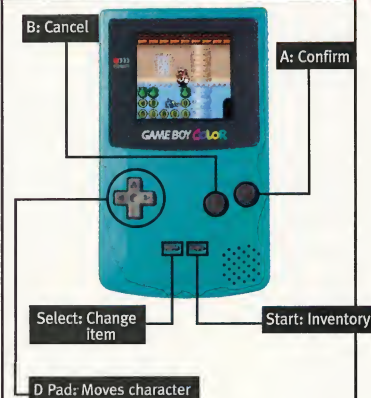 B: Cancel
A: Confirm
GAME BOY COLOR
Select: Change
item
Start: Inventory
D Pad: Moves character